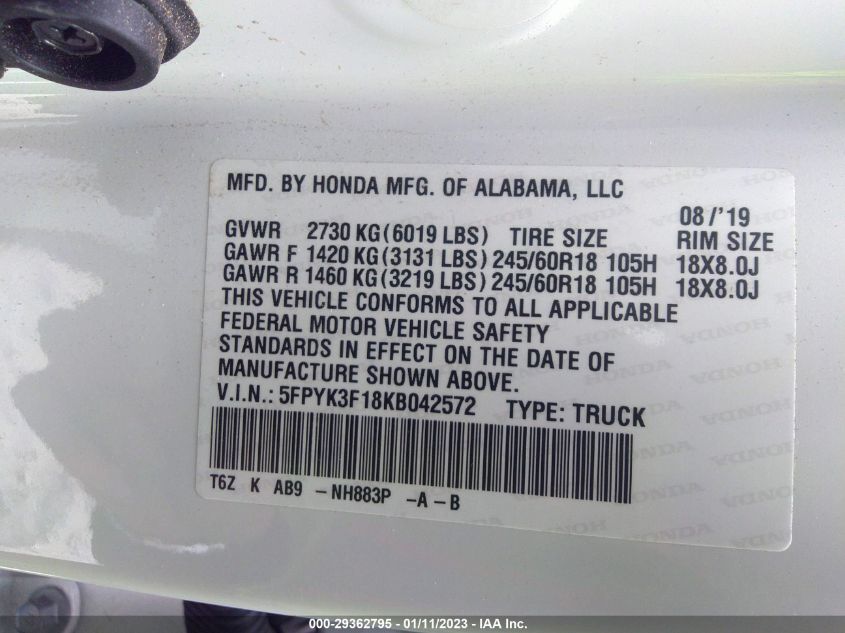 MFD. BY HONDA MFG. OF ALABAMA, LLC
08/'19
GVWR 2730 KG(6019 LBS) TIRE SIZE RIM SIZE
GAWR F 1420 KG(3131 LBS) 245/60R18 105H 18X8.0J
GAWR R 1460 KG(3219 LBS) 245/60R18 105H 18X8.0J
THIS VEHICLE CONFORMS TO ALL APPLICABLE
FEDERAL MOTOR VEHICLE SAFETY
STANDARDS IN EFFECT ON THE DATE OF
MANUFACTURE SHOWN ABOVE.
V.I.N.: 5FPYK3F18KB042572 TYPE: TRUCK
T6Z K AB9 -NH883P -A-B
000-29362795 - 01/11/2023 - IAA Inc.